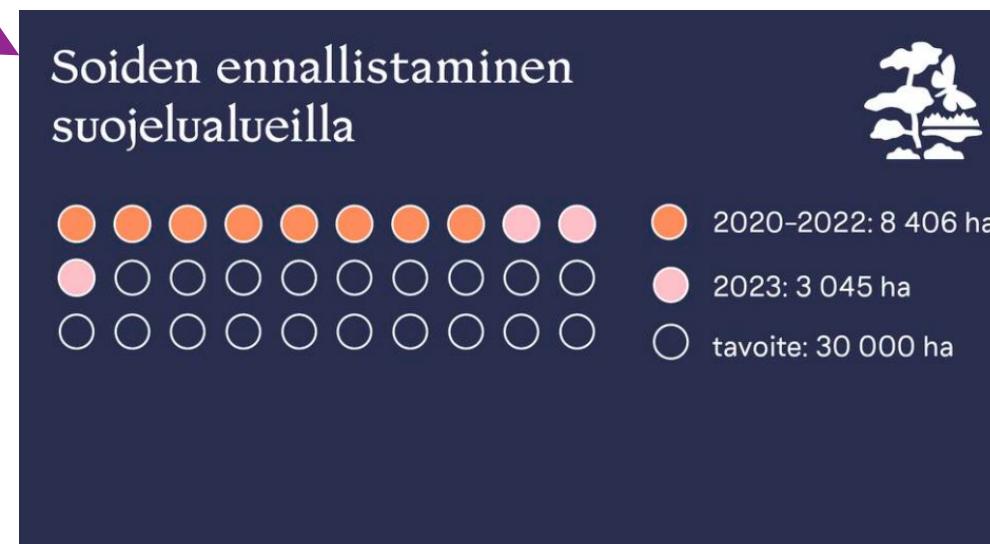 Soiden ennallistaminen
suojelualueilla
2020–2022: 8 406 ha
2023: 3 045 ha
tavoite: 30 000 ha